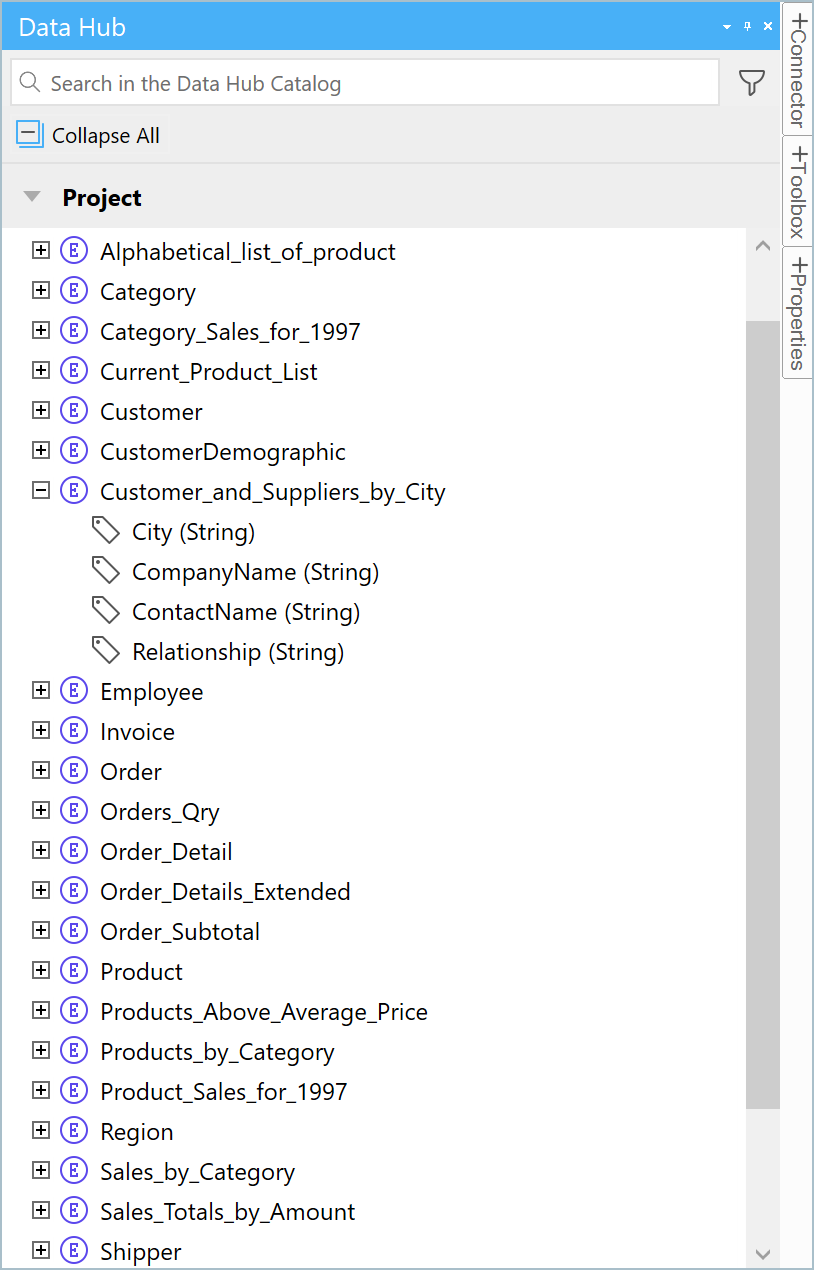 Data Hub
Search in the Data Hub Catalog
Collapse All
Project
Alphabetical_list_of_product
Category
Category_Sales_for_1997
Current_Product_List
Customer
CustomerDemographic
Customer_and_Suppliers_by_City
City (String)
CompanyName (String)
ContactName (String)
Relationship (String)
Employee
Invoice
Order
Orders_Qry
Order_Detail
Order_Details_Extended
Order_Subtotal
Product
Products_Above_Average_Price
Products_by_Category
Product_Sales_for_1997
Region
Sales_by_Category
Sales_Totals_by_Amount
Shipper
Connector
Toolbox
Properties